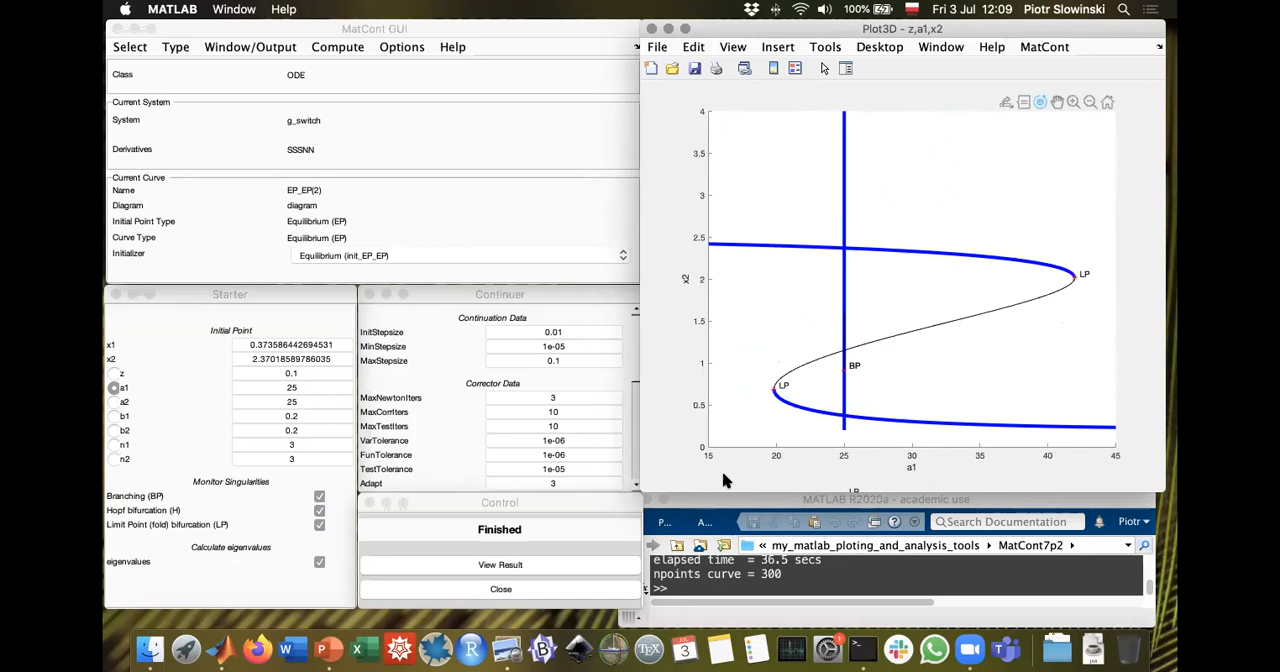 MATLAB Window Help 100% Fri 3 Jul 12:09 Piotr Slowinski
MatCont GUI
Select Type Window/Output Compute Options Help
Class ODE
Current System
System g_switch
Derivatives SSSNN
Current Curve
Name EP_EP(2)
Diagram diagram
Initial Point Type Equilibrium (EP)
Curve Type Equilibrium (EP)
Initializer Equilibrium (init_EP_EP)
Starter
Initial Point
x1 0.373586442694531
x2 2.37018589786035
z 0.1
a1 25
a2 25
b1 0.2
b2 0.2
n1 3
n2 3
Monitor Singularities
Branching (BP)
Hopf bifurcation (H)
Limit Point (fold) bifurcation (LP)
Calculate eigenvalues
eigenvalues
Continuer
Continuation Data
InitStepsize 0.01
MinStepsize 1e-05
MaxStepsize 0.1
Corrector Data
MaxNewtonIters 3
MaxCorrIters 10
MaxTestIters 10
VarTolerance 1e-06
FunTolerance 1e-06
TestTolerance 1e-05
Adapt 3
Control
Finished
View Result
Close
Plot3D - z,a1,x2
File Edit View Insert Tools Desktop Window Help MatCont
4
3.5
3
2.5
2
1.5
1
0.5
0
x2
LP
BP
LP
15 20 25 30 35 40 45
a1
LP
MATLAB R2020a - academic use
P... A... Search Documentation Piotr
« my_matlab_ploting_and_analysis_tools MatCont7p2
elapsed time = 36.5 secs
npoints curve = 300
>>
JUL
3